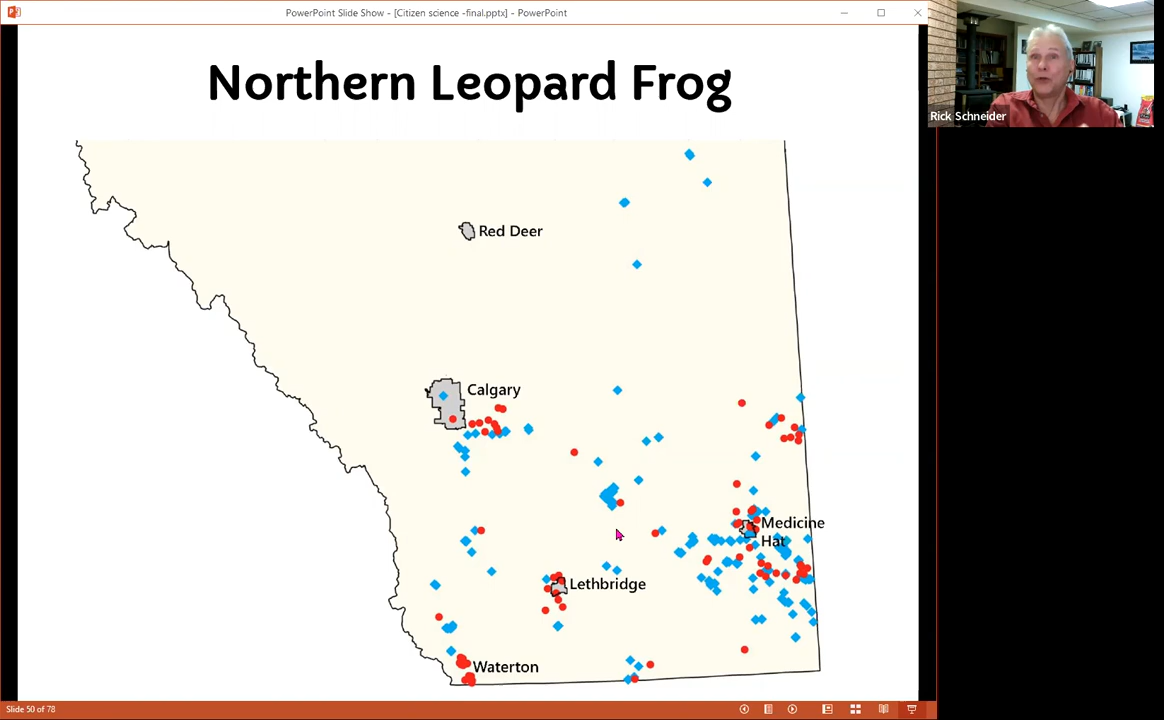 PowerPoint Slide Show - [Citizen science -final.pptx] - PowerPoint
Rick Schneider
Northern Leopard Frog
Red Deer
Calgary
Medicine
Hat
Lethbridge
Waterton
Slide 50 of 78